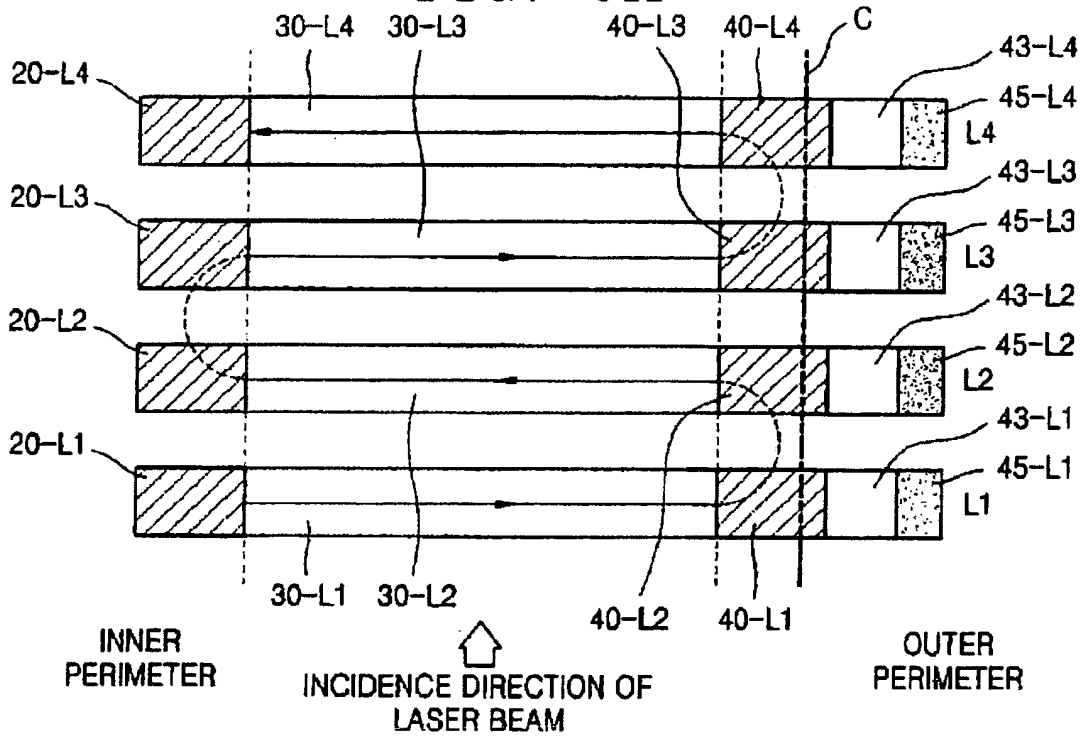 30-L4 30-L3 40-L3 40-L4 C 43-L4
20-L4 45-L4
L4
43-L3
20-L3 45-L3
L3
43-L2
20-L2 45-L2
L2
43-L1
20-L1 45-L1
L1
30-L1 30-L2 40-L2 40-L1
INNER
PERIMETER
INCIDENCE DIRECTION OF
LASER BEAM
OUTER
PERIMETER